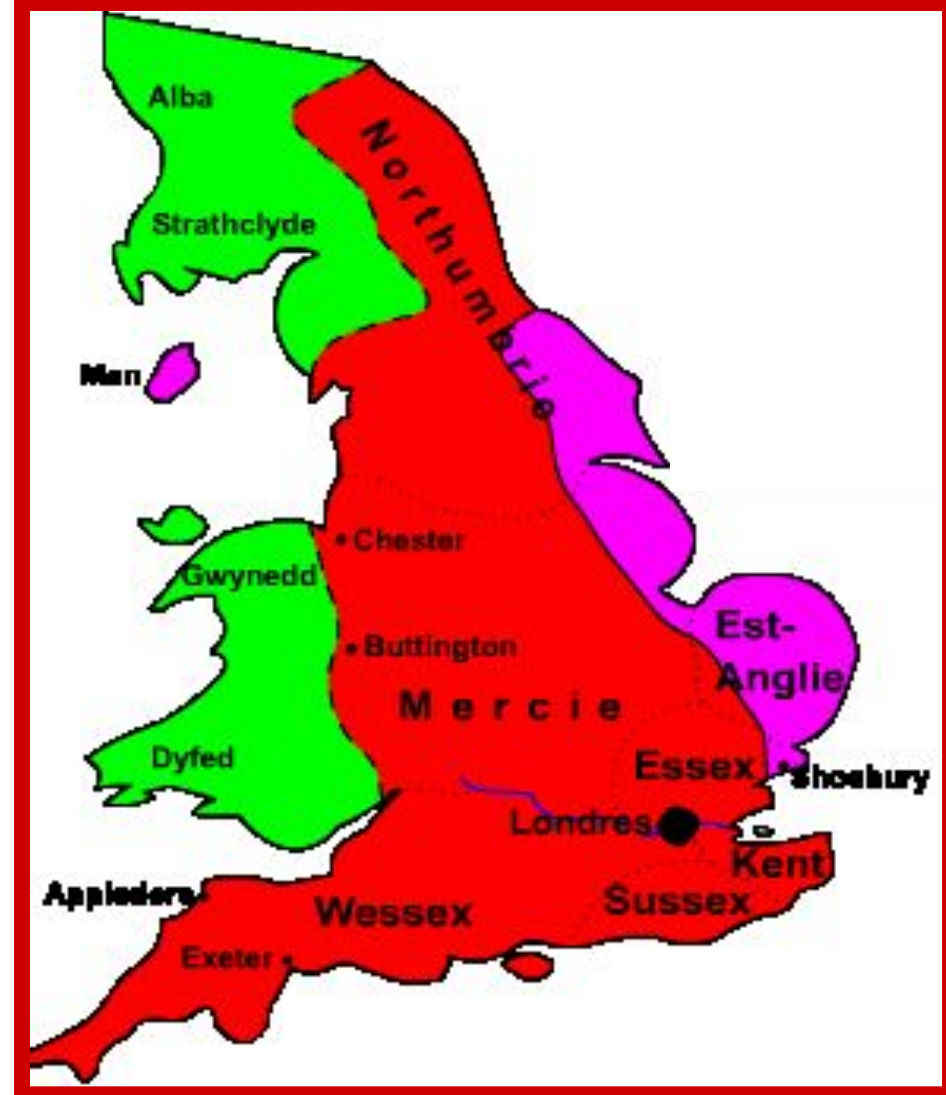 Alba
Northumbrie
Strathclyde
Man
Chester
Gwynedd
Buttington
Est-
Anglie
Mercie
Dyfed
Essex
Shoebury
Londres
Kent
Appledore
Sussex
Wessex
Exeter